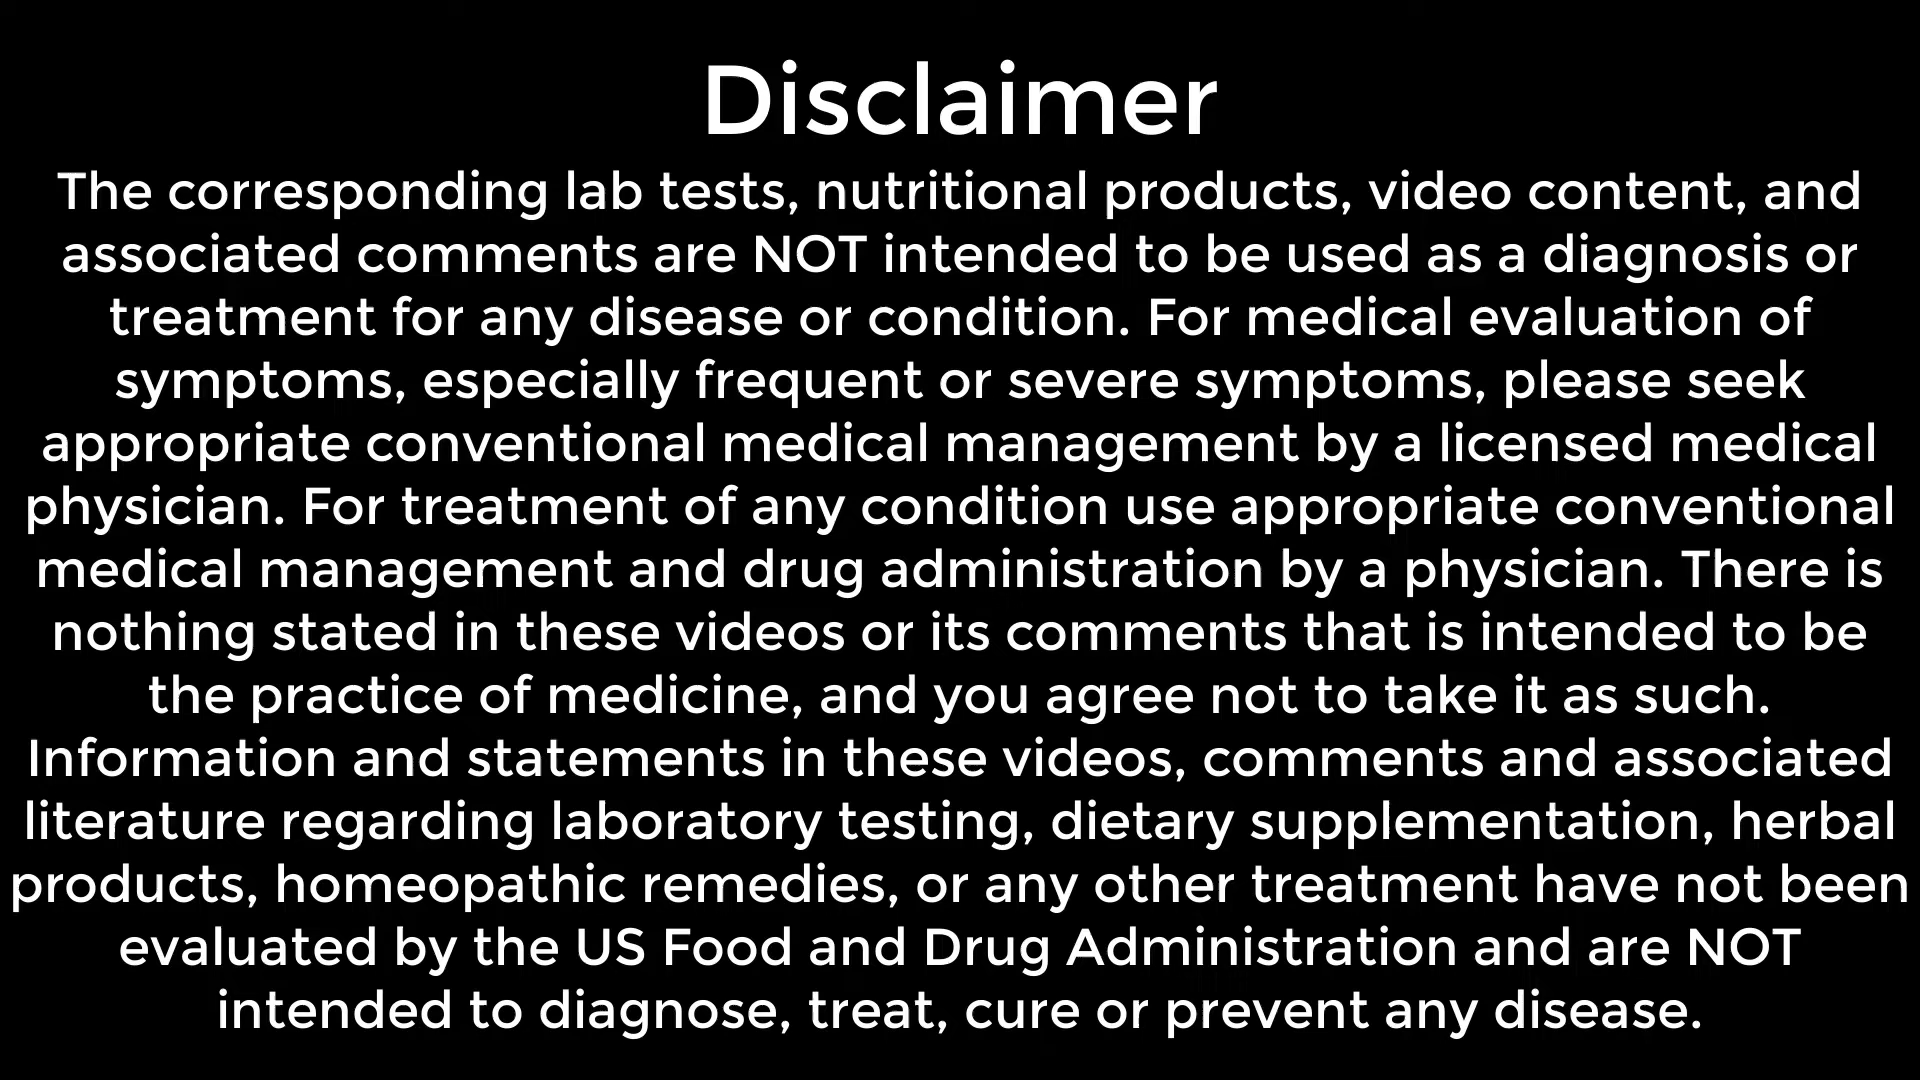 Disclaimer
The corresponding lab tests, nutritional products, video content, and
associated comments are NOT intended to be used as a diagnosis or
treatment for any disease or condition. For medical evaluation of
symptoms, especially frequent or severe symptoms, please seek
appropriate conventional medical management by a licensed medical
physician. For treatment of any condition use appropriate conventional
medical management and drug administration by a physician. There is
nothing stated in these videos or its comments that is intended to be
the practice of medicine, and you agree not to take it as such.
Information and statements in these videos, comments and associated
literature regarding laboratory testing, dietary supplementation, herbal
products, homeopathic remedies, or any other treatment have not been
evaluated by the US Food and Drug Administration and are NOT
intended to diagnose, treat, cure or prevent any disease.